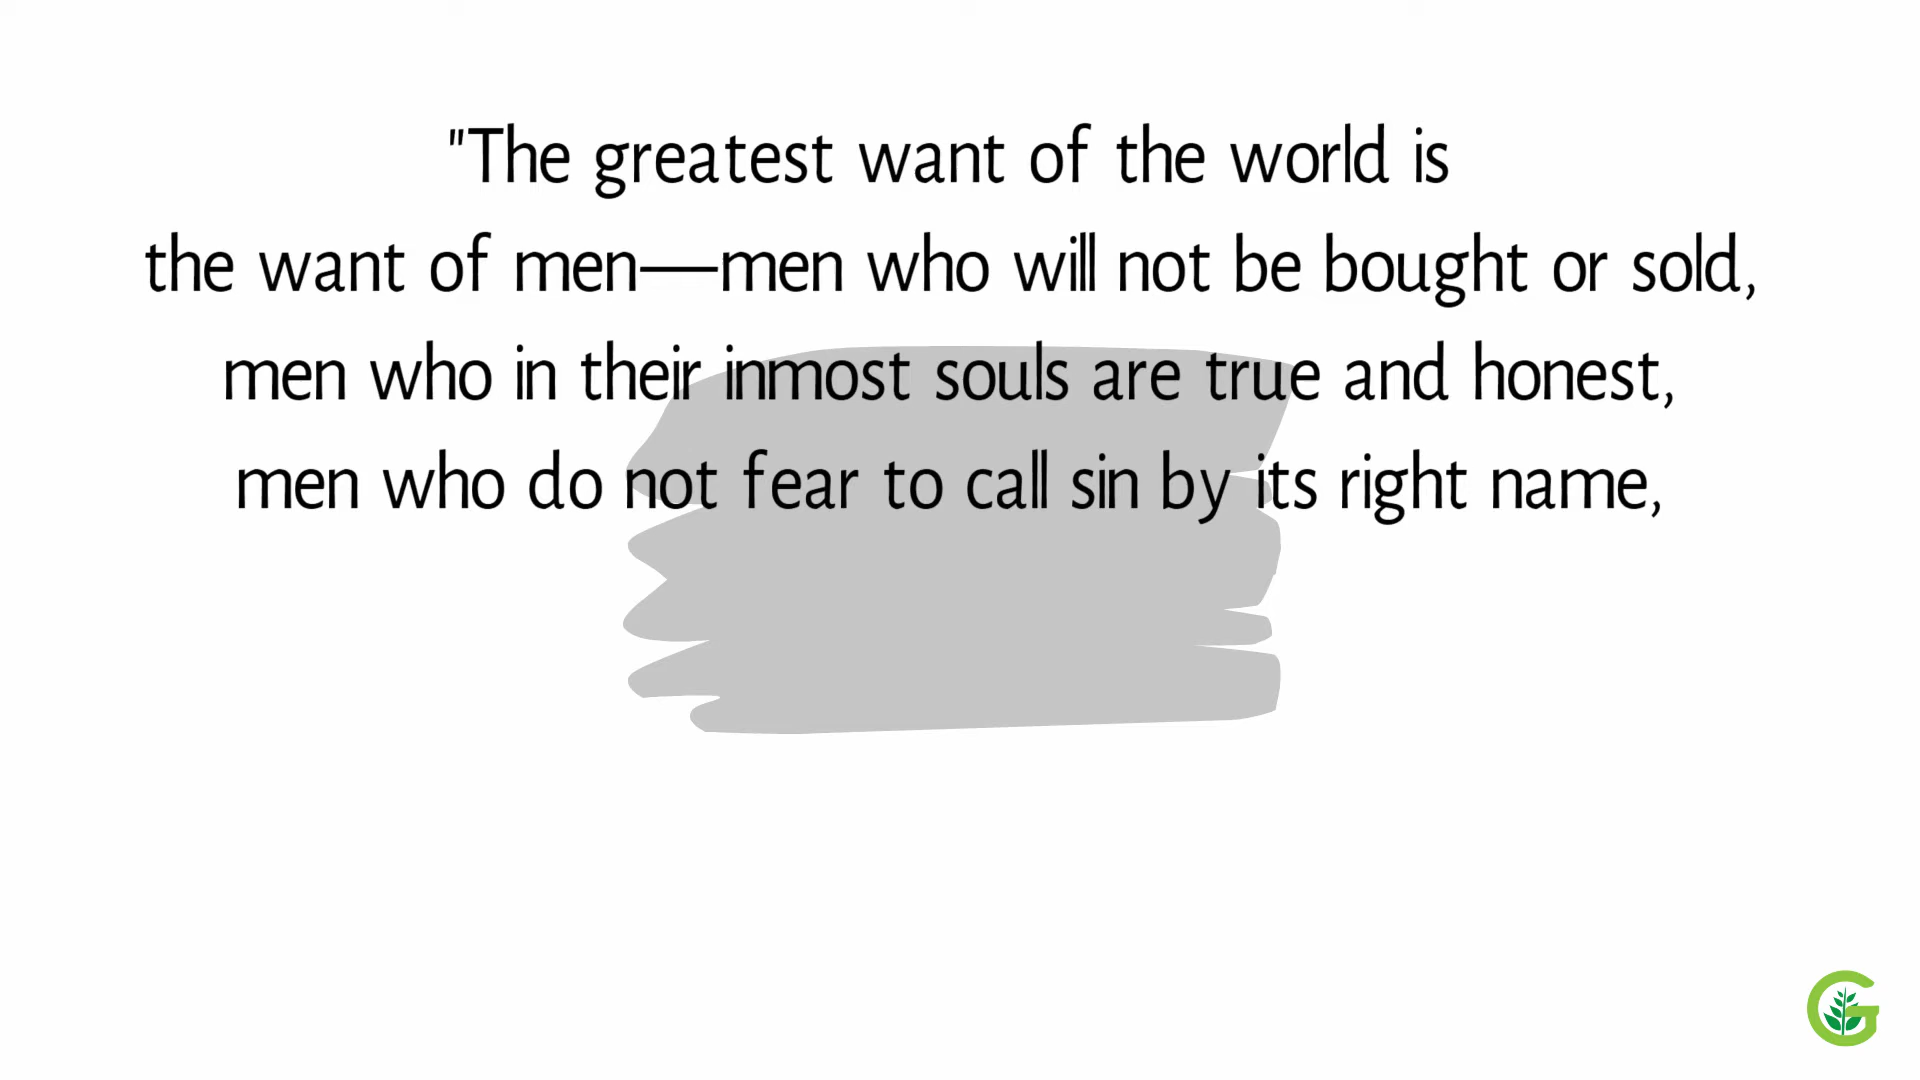 "The greatest want of the world is
the want of men—men who will not be bought or sold,
men who in their inmost souls are true and honest,
men who do not fear to call sin by its right name,
G